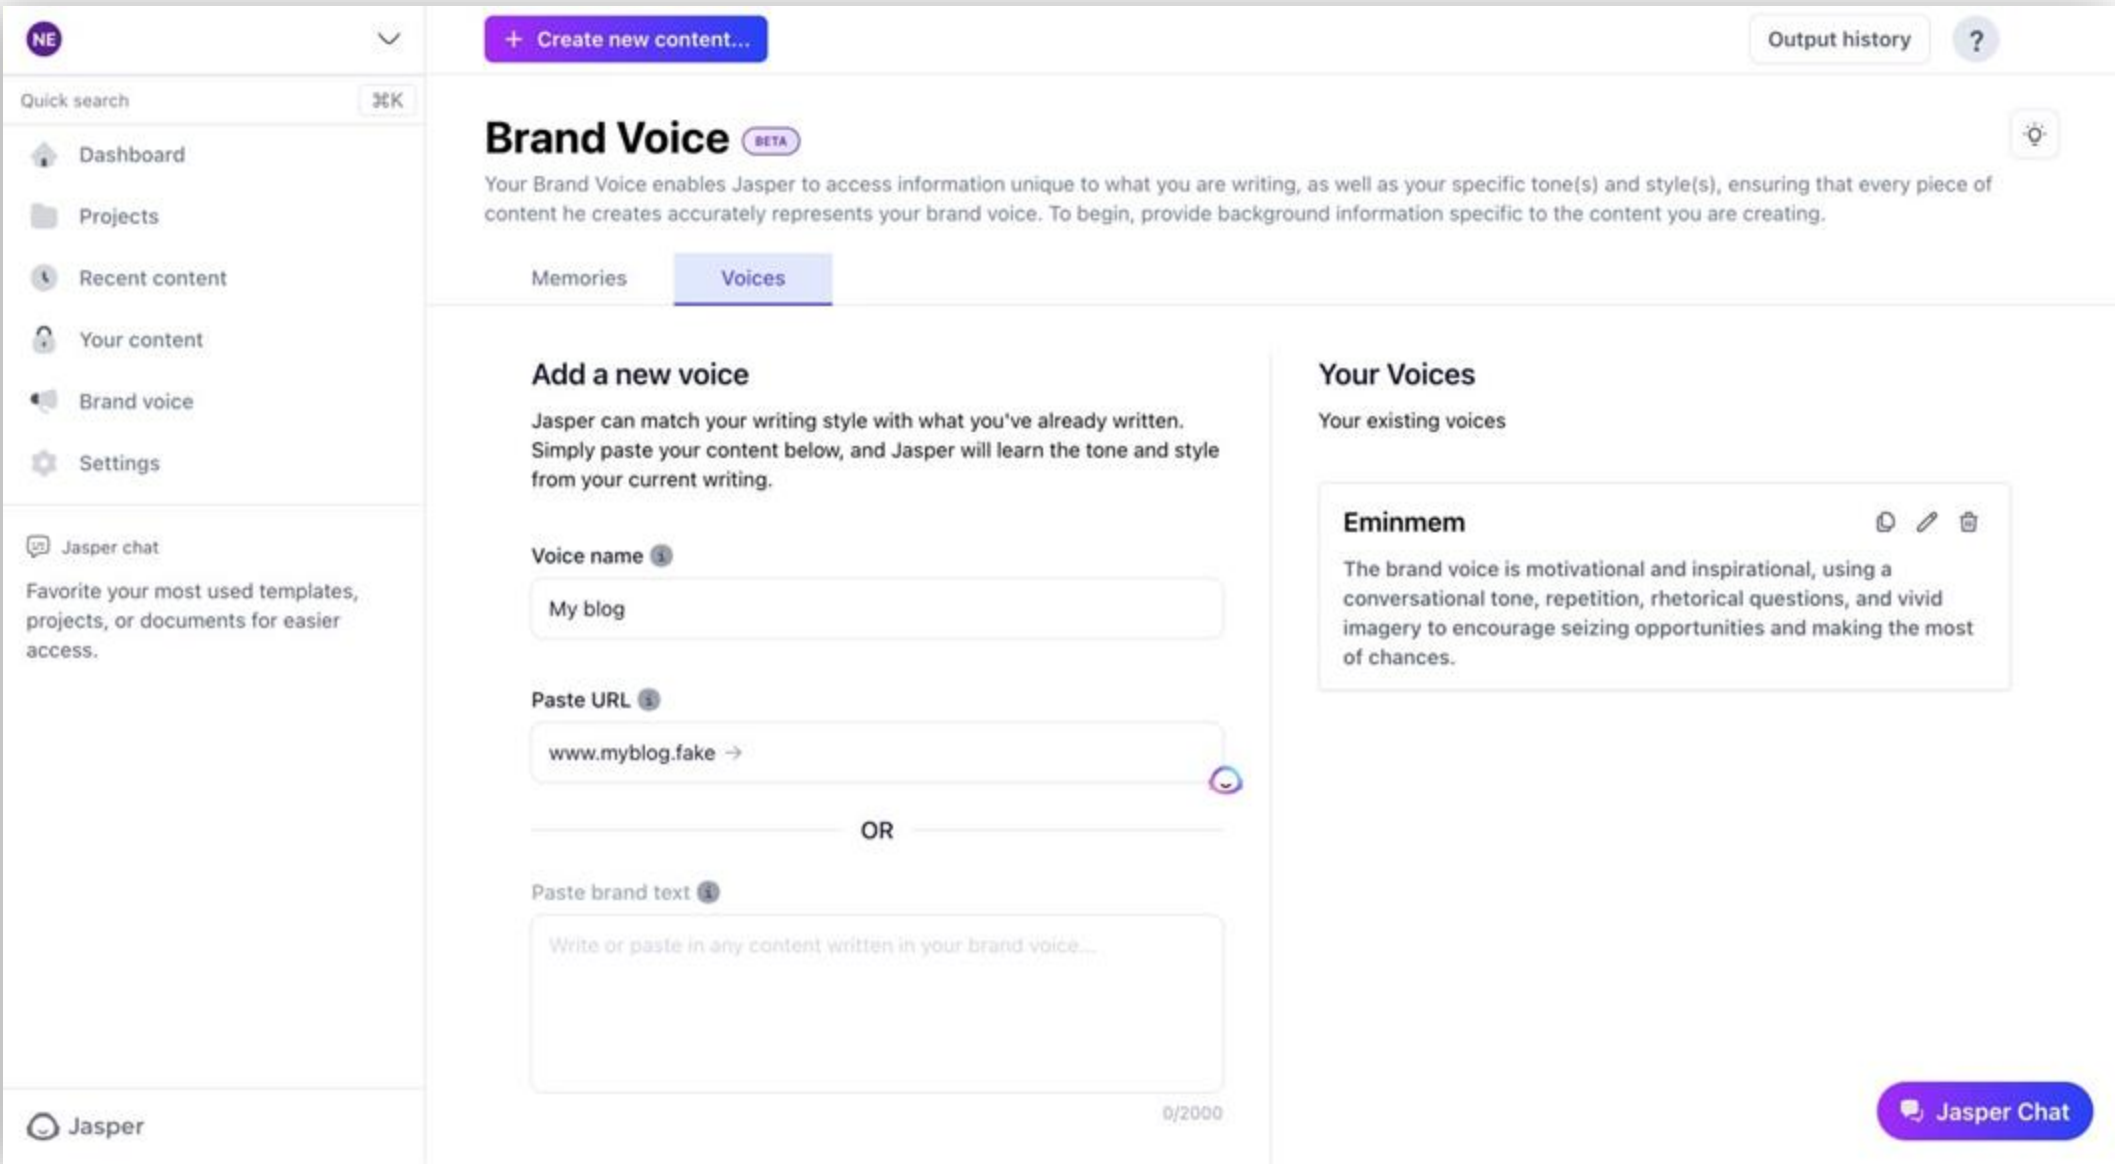 NE
+ Create new content...
Output history
?
Quick search
⌘K
Dashboard
Projects
Recent content
Your content
Brand voice
Settings
Jasper chat
Favorite your most used templates,
projects, or documents for easier
access.
Jasper
Brand Voice BETA
Your Brand Voice enables Jasper to access information unique to what you are writing, as well as your specific tone(s) and style(s), ensuring that every piece of
content he creates accurately represents your brand voice. To begin, provide background information specific to the content you are creating.
Memories
Voices
Add a new voice
Jasper can match your writing style with what you've already written.
Simply paste your content below, and Jasper will learn the tone and style
from your current writing.
Voice name
My blog
Paste URL
www.myblog.fake →
OR
Paste brand text
Write or paste in any content written in your brand voice...
0/2000
Your Voices
Your existing voices
Eminmem
The brand voice is motivational and inspirational, using a
conversational tone, repetition, rhetorical questions, and vivid
imagery to encourage seizing opportunities and making the most
of chances.
Jasper Chat